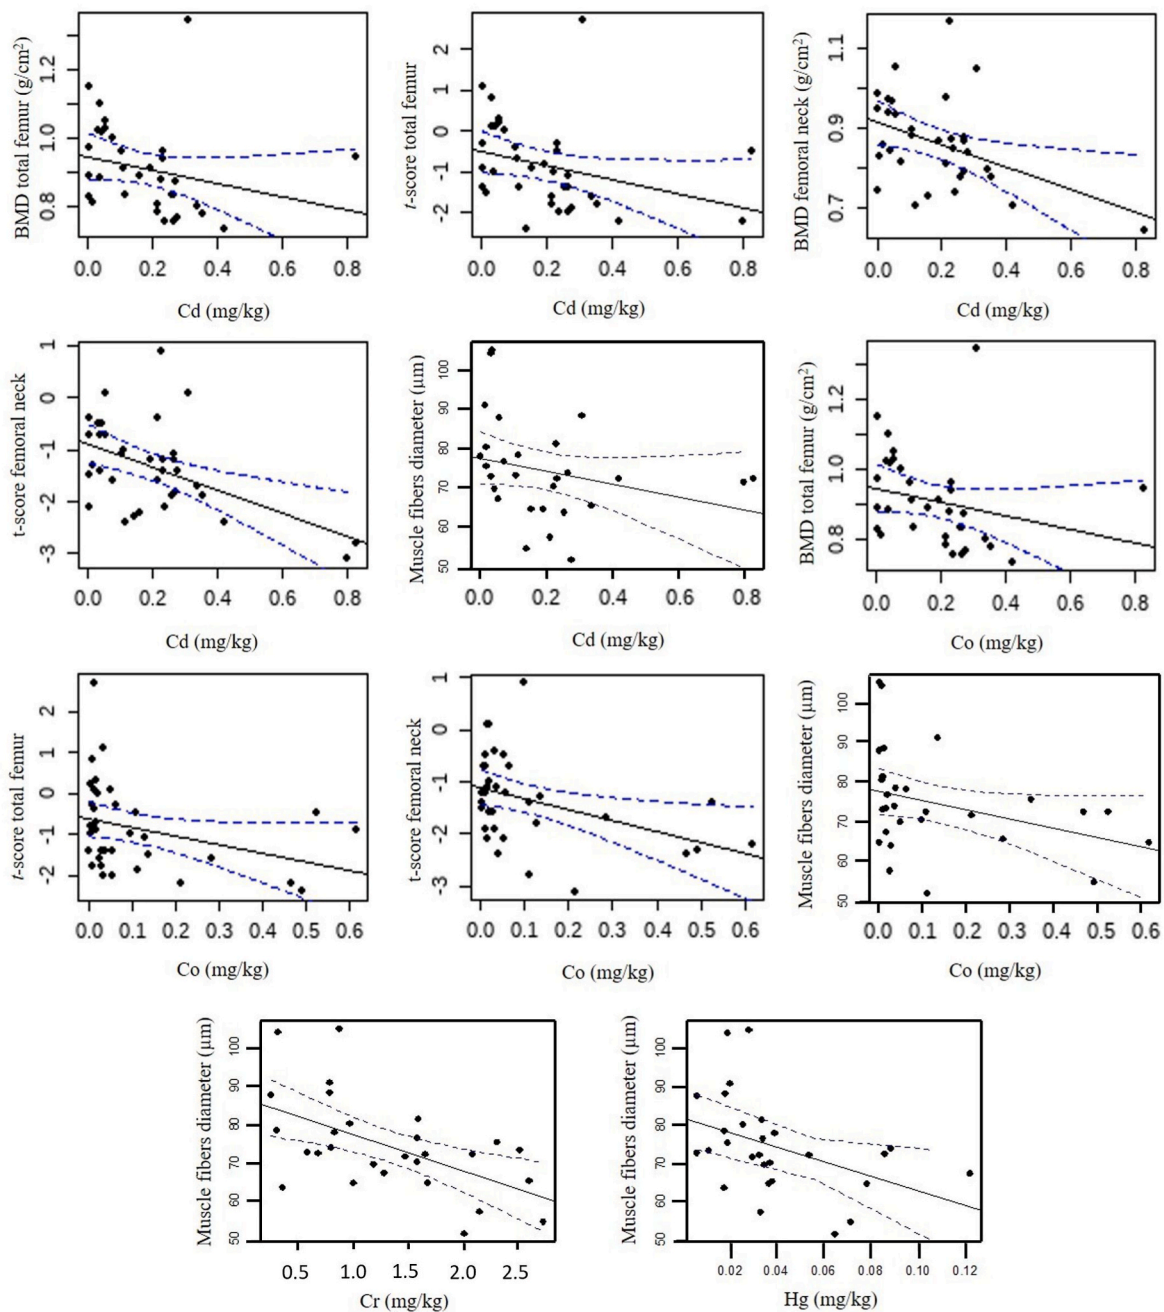 BMD total femur (g/cm²)
1.2
1.0
0.8
0.0 0.2 0.4 0.6 0.8
Cd (mg/kg)
t-score total femur
2
1
0
-1
-2
0.0 0.2 0.4 0.6 0.8
Cd (mg/kg)
BMD femoral neck (g/cm²)
1.1
0.9
0.7
0.0 0.2 0.4 0.6 0.8
Cd (mg/kg)
t-score femoral neck
1
0
-1
-2
-3
0.0 0.2 0.4 0.6 0.8
Cd (mg/kg)
Muscle fibers diameter (µm)
100
90
80
70
60
50
0.0 0.2 0.4 0.6 0.8
Cd (mg/kg)
BMD total femur (g/cm²)
1.2
1.0
0.8
0.0 0.2 0.4 0.6 0.8
Co (mg/kg)
t-score total femur
2
1
0
-1
-2
0.0 0.1 0.2 0.3 0.4 0.5 0.6
Co (mg/kg)
t-score femoral neck
1
0
-1
-2
-3
0.0 0.1 0.2 0.3 0.4 0.5 0.6
Co (mg/kg)
Muscle fibers diameter (µm)
100
90
80
70
60
50
0.0 0.1 0.2 0.3 0.4 0.5 0.6
Co (mg/kg)
Muscle fibers diameter (µm)
100
90
80
70
60
50
0.5 1.0 1.5 2.0 2.5
Cr (mg/kg)
Muscle fibers diameter (µm)
100
90
80
70
60
50
0.02 0.04 0.06 0.08 0.10 0.12
Hg (mg/kg)